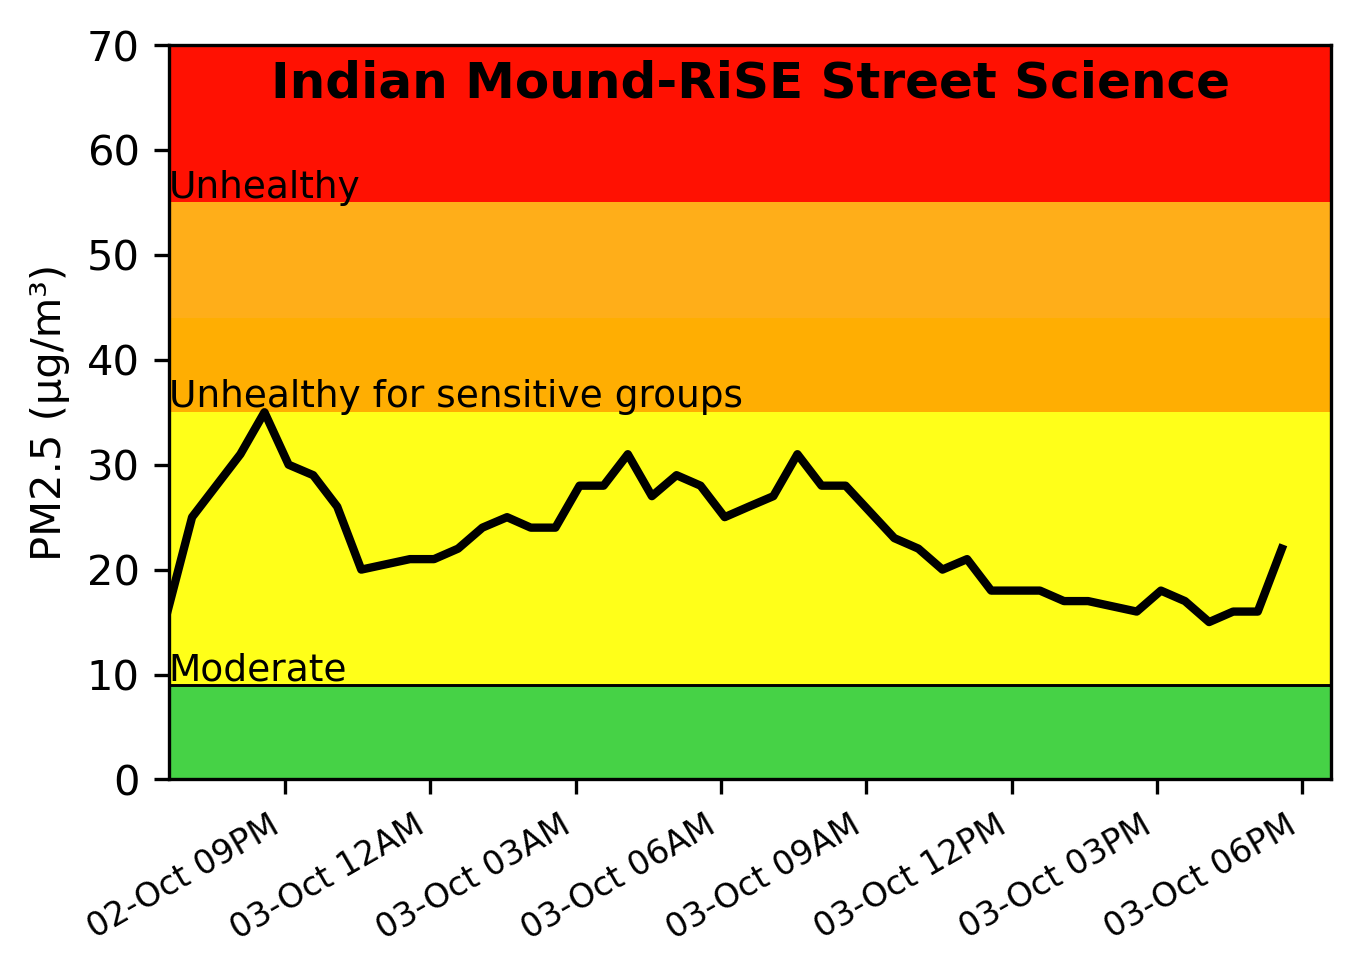 Indian Mound-RiSE Street Science
PM2.5 (µg/m³)
70
60
50
40
30
20
10
0
Unhealthy
Unhealthy for sensitive groups
Moderate
02-Oct 09PM
03-Oct 12AM
03-Oct 03AM
03-Oct 06AM
03-Oct 09AM
03-Oct 12PM
03-Oct 03PM
03-Oct 06PM